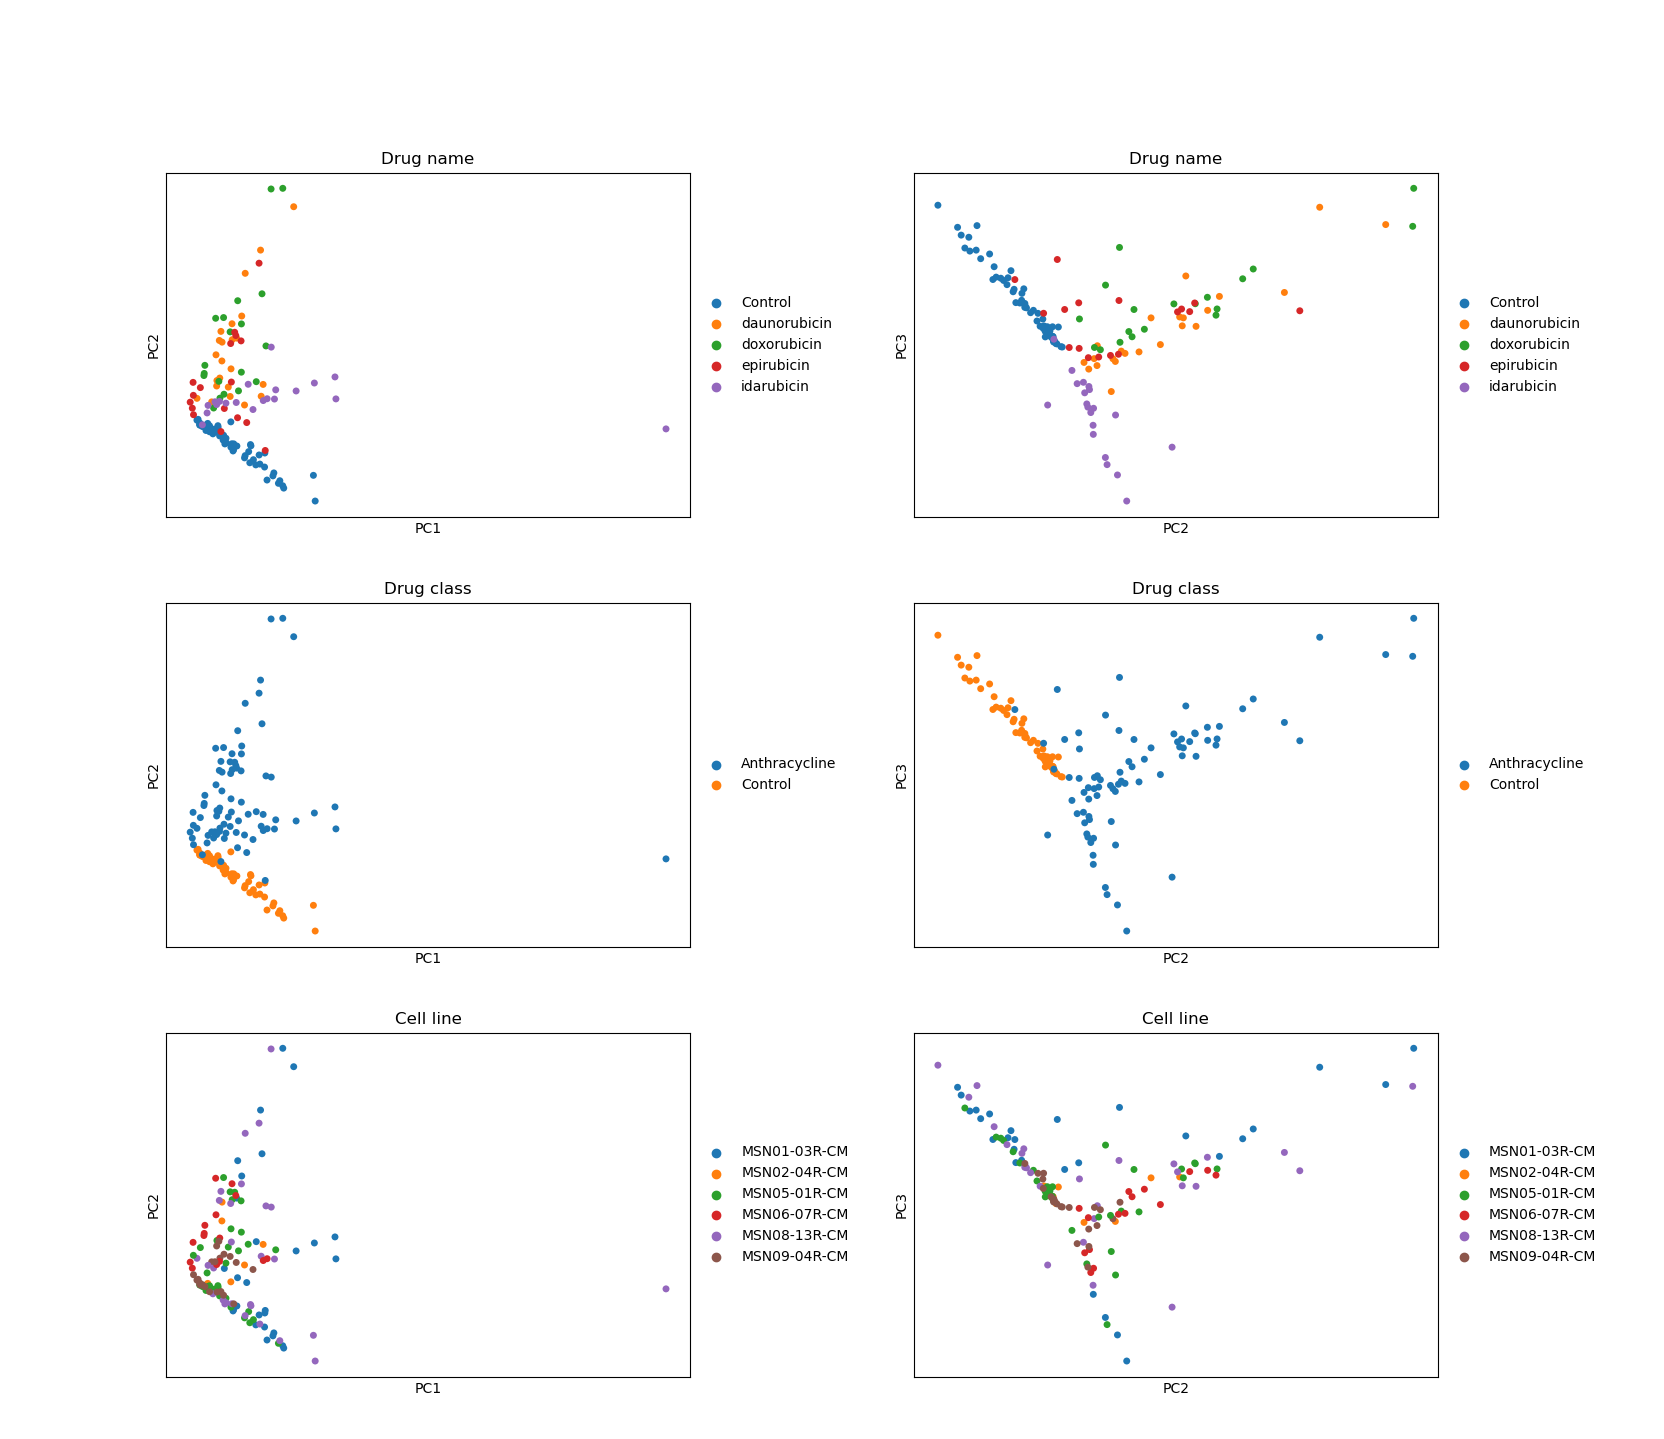 Drug name
PC2
PC1
Control
daunorubicin
doxorubicin
epirubicin
idarubicin
Drug name
PC3
PC2
Control
daunorubicin
doxorubicin
epirubicin
idarubicin
Drug class
PC2
PC1
Anthracycline
Control
Drug class
PC3
PC2
Anthracycline
Control
Cell line
PC2
PC1
MSN01-03R-CM
MSN02-04R-CM
MSN05-01R-CM
MSN06-07R-CM
MSN08-13R-CM
MSN09-04R-CM
Cell line
PC3
PC2
MSN01-03R-CM
MSN02-04R-CM
MSN05-01R-CM
MSN06-07R-CM
MSN08-13R-CM
MSN09-04R-CM